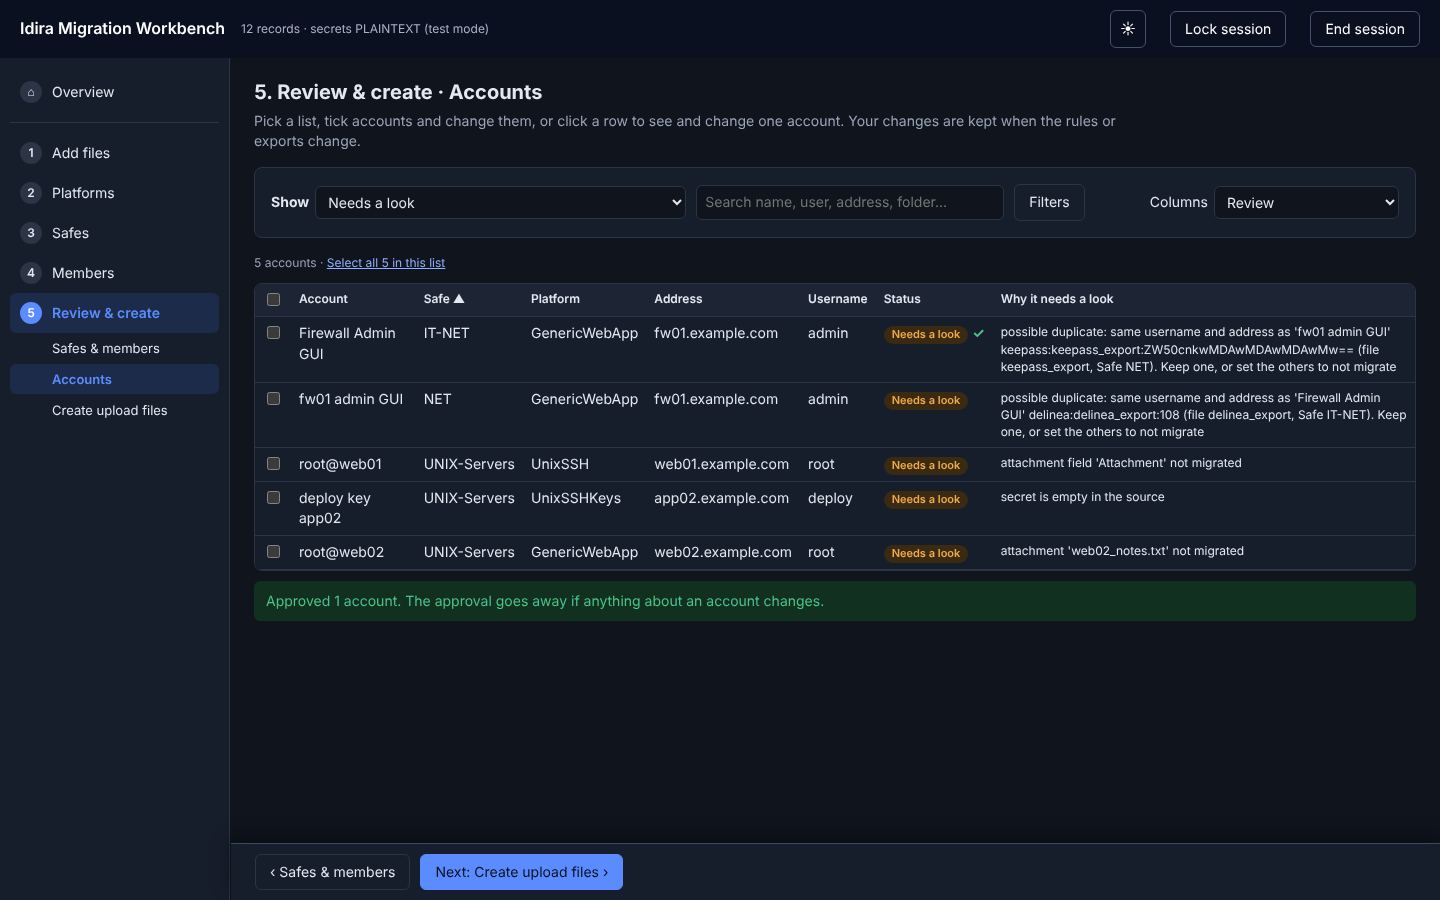 Idira Migration Workbench
12 records · secrets PLAINTEXT (test mode)
☀
Lock session
End session
⌂ Overview
1 Add files
2 Platforms
3 Safes
4 Members
5 Review & create
Safes & members
Accounts
Create upload files
5. Review & create · Accounts
Pick a list, tick accounts and change them, or click a row to see and change one account. Your changes are kept when the rules or
exports change.
Show
Needs a look
Search name, user, address, folder...
Filters
Columns
Review
5 accounts · Select all 5 in this list
Account Safe ▲ Platform Address Username Status Why it needs a look
Firewall Admin IT-NET GenericWebApp fw01.example.com admin Needs a look ✓ possible duplicate: same username and address as 'fw01 admin GUI'
GUI keepass:keepass_export:ZW50cnkwMDAwMDAwMDAwMw== (file
keepass_export, Safe NET). Keep one, or set the others to not migrate
fw01 admin GUI NET GenericWebApp fw01.example.com admin Needs a look possible duplicate: same username and address as 'Firewall Admin
GUI' delinea:delinea_export:108 (file delinea_export, Safe IT-NET). Keep
one, or set the others to not migrate
root@web01 UNIX-Servers UnixSSH web01.example.com root Needs a look attachment field 'Attachment' not migrated
deploy key UNIX-Servers UnixSSHKeys app02.example.com deploy Needs a look secret is empty in the source
app02
root@web02 UNIX-Servers GenericWebApp web02.example.com root Needs a look attachment 'web02_notes.txt' not migrated
Approved 1 account. The approval goes away if anything about an account changes.
‹ Safes & members
Next: Create upload files ›